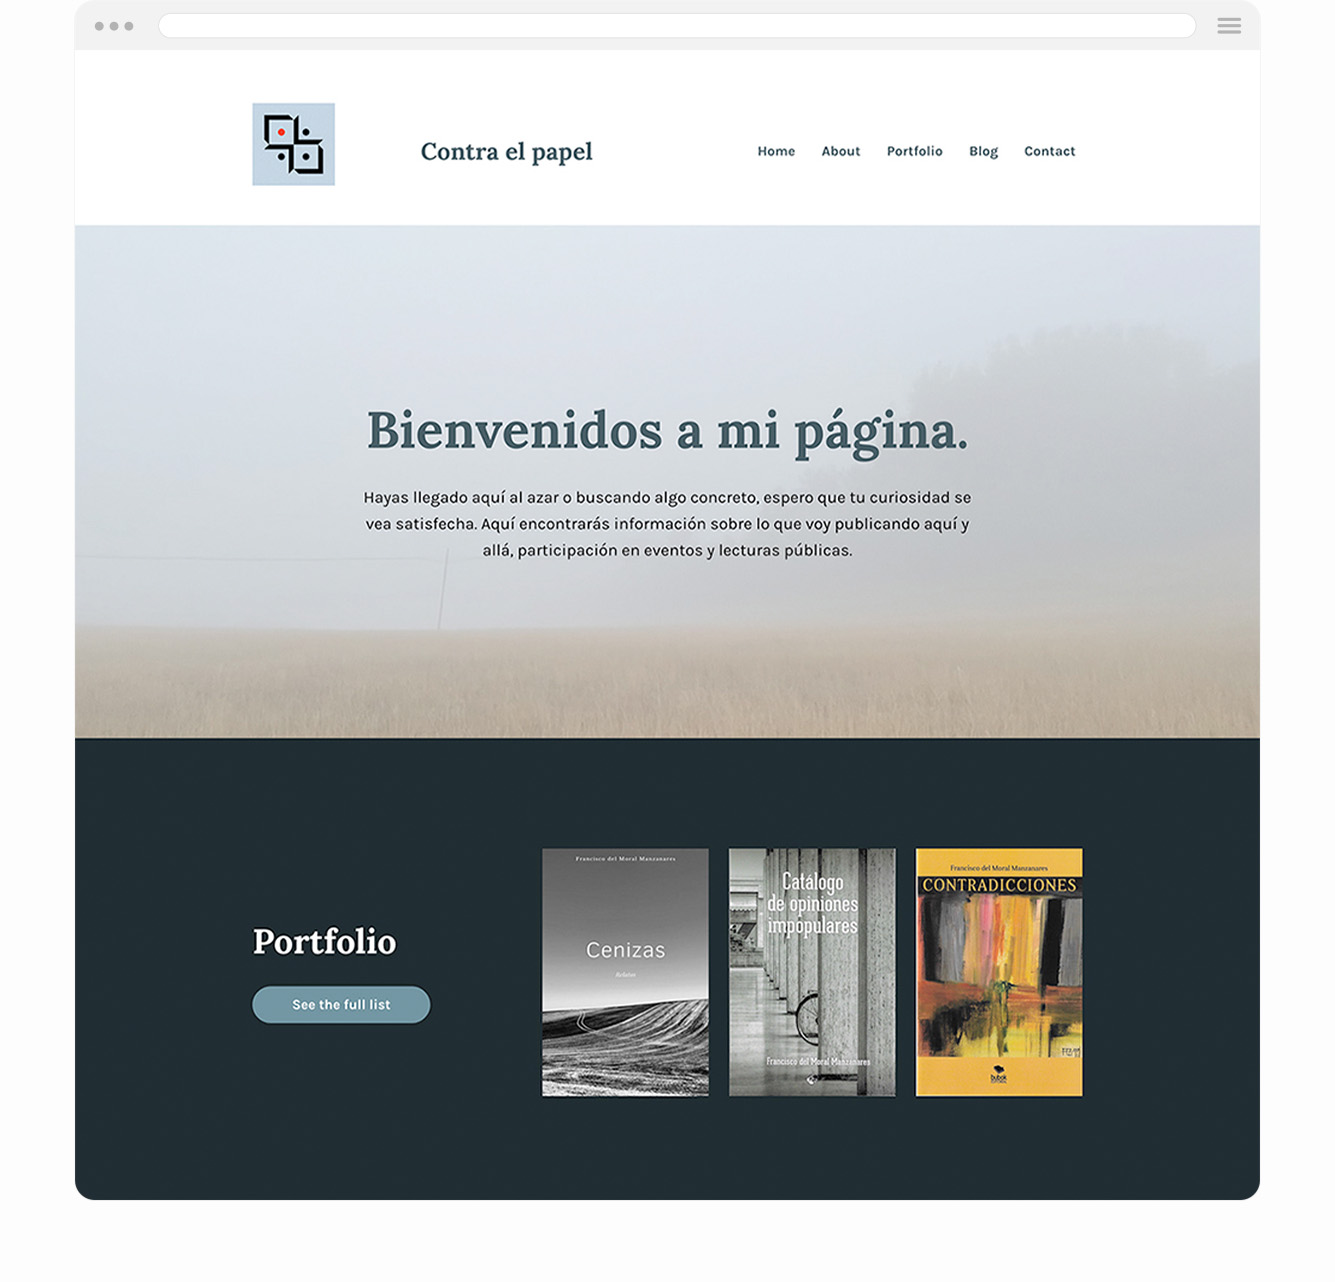 Contra el papel
Home About Portfolio Blog Contact
Bienvenidos a mi página.
Hayas llegado aquí al azar o buscando algo concreto, espero que tu curiosidad se
vea satisfecha. Aquí encontrarás información sobre lo que voy publicando aquí y
allá, participación en eventos y lecturas públicas.
Portfolio
See the full list
Francisco del Moral Manzanares
Cenizas
Relatos
Catálogo
de opiniones
impopulares
Francisco del Moral Manzanares
Francisco del Moral Manzanares
CONTRADICCIONES
bubok